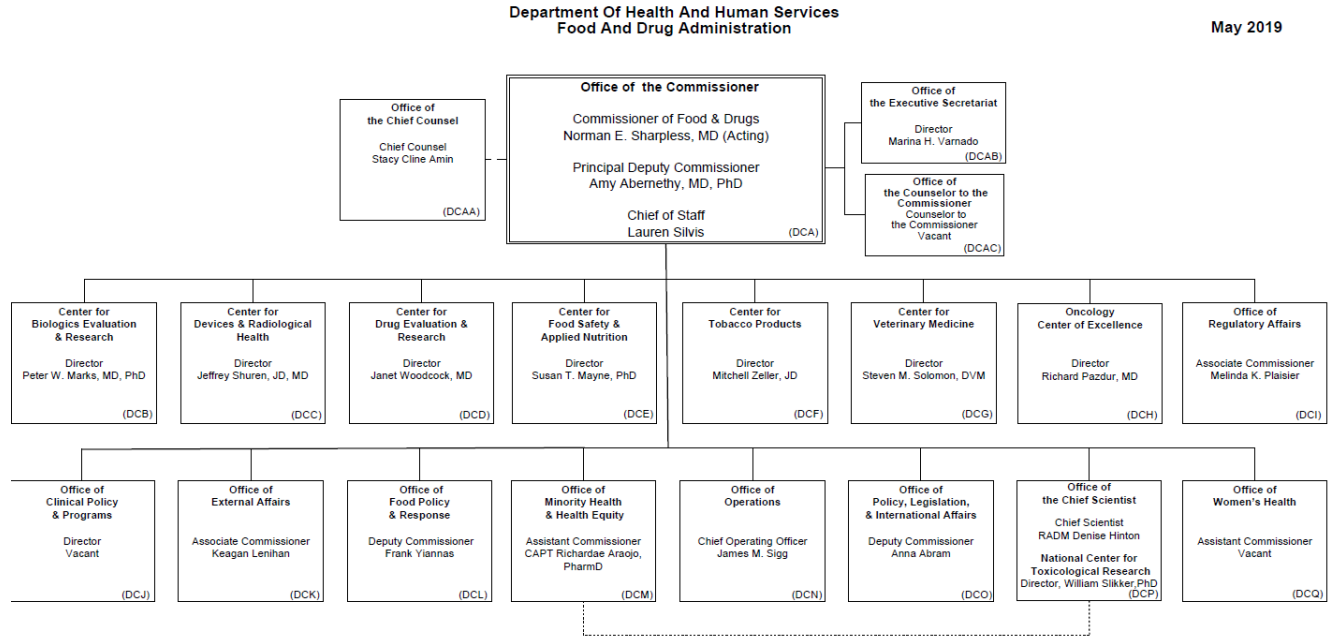 Department Of Health And Human Services
Food And Drug Administration
May 2019
Office of
the Chief Counsel
Chief Counsel
Stacy Cline Amin
(DCAA)
Office of the Commissioner
Commissioner of Food & Drugs
Norman E. Sharpless, MD (Acting)
Principal Deputy Commissioner
Amy Abernethy, MD, PhD
Chief of Staff
Lauren Silvis
(DCA)
Office of
the Executive Secretariat
Director
Marina H. Varnado
(DCAB)
Office of
the Counselor to the
Commissioner
Counselor to
the Commissioner
Vacant
(DCAC)
Center for
Biologics Evaluation
& Research
Director
Peter W. Marks, MD, PhD
(DCB)
Center for
Devices & Radiological
Health
Director
Jeffrey Shuren, JD, MD
(DCC)
Center for
Drug Evaluation &
Research
Director
Janet Woodcock, MD
(DCD)
Center for
Food Safety &
Applied Nutrition
Director
Susan T. Mayne, PhD
(DCE)
Center for
Tobacco Products
Director
Mitchell Zeller, JD
(DCF)
Center for
Veterinary Medicine
Director
Steven M. Solomon, DVM
(DCG)
Oncology
Center of Excellence
Director
Richard Pazdur, MD
(DCH)
Office of
Regulatory Affairs
Associate Commissioner
Melinda K. Plaisier
(DCI)
Office of
Clinical Policy
& Programs
Director
Vacant
(DCJ)
Office of
External Affairs
Associate Commissioner
Keagan Lenihan
(DCK)
Office of
Food Policy
& Response
Deputy Commissioner
Frank Yiannas
(DCL)
Office of
Minority Health
& Health Equity
Assistant Commissioner
CAPT Richardae Araojo,
PharmD
(DCM)
Office of
Operations
Chief Operating Officer
James M. Sigg
(DCN)
Office of
Policy, Legislation,
& International Affairs
Deputy Commissioner
Anna Abram
(DCO)
Office of
the Chief Scientist
Chief Scientist
RADM Denise Hinton
National Center for
Toxicological Research
Director, William Slikker,PhD
(DCP)
Office of
Women's Health
Assistant Commissioner
Vacant
(DCQ)